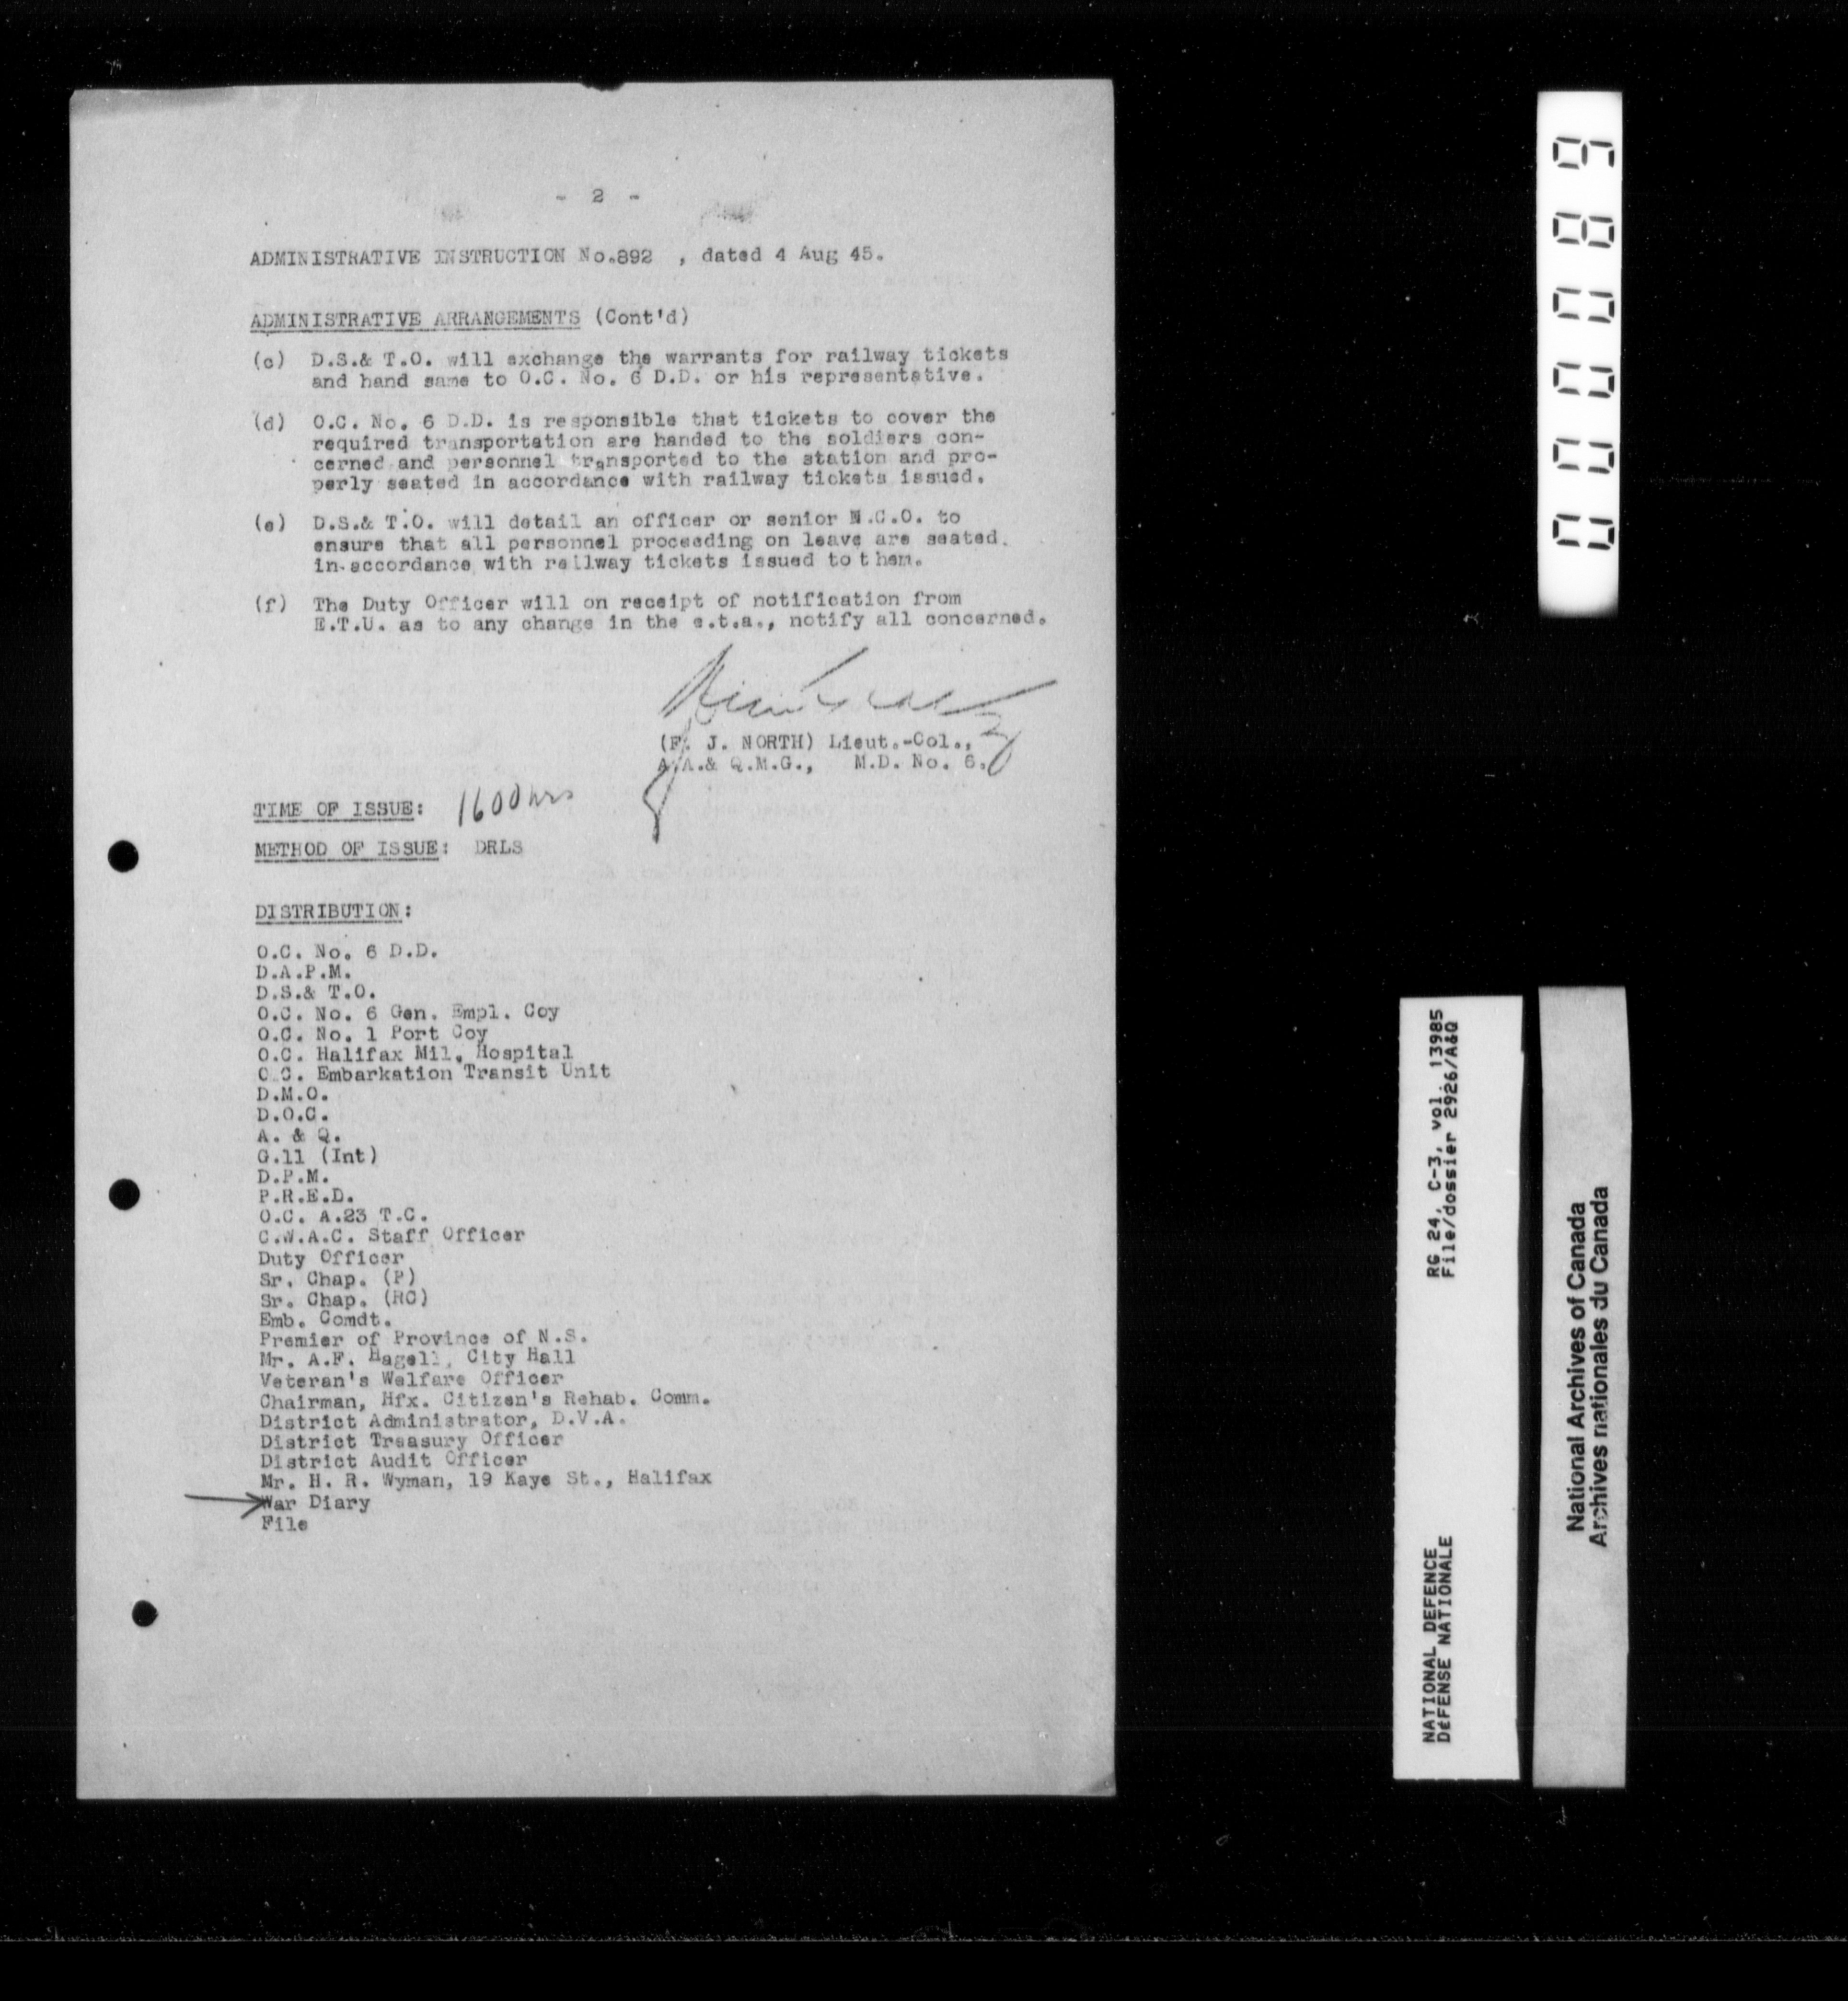 - 2 -
ADMINISTRATIVE INSTRUCTION No.892 , dated 4 Aug 45.
ADMINISTRATIVE ARRANGEMENTS (Cont'd)
(c) D.S.& T.O. will exchange the warrants for railway tickets
and hand same to O.C. No. 6 D.D. or his representative.
(d) O.C. No. 6 D.D. is responsible that tickets to cover the
required transportation are handed to the soldiers con-
cerned and personnel transported to the station and pro-
perly seated in accordance with railway tickets issued.
(e) D.S.& T.O. will detail an officer or senior N.C.O. to
ensure that all personnel proceeding on leave are seated.
in accordance with railway tickets issued to them.
(f) The Duty Officer will on receipt of notification from
E.T.U. as to any change in the e.t.a., notify all concerned.
(F. J. NORTH) Lieut.-Col.,
A.A.& Q.M.G., M.D. No. 6.
TIME OF ISSUE: 1600 hrs
METHOD OF ISSUE: DRLS
DISTRIBUTION:
O.C. No. 6 D.D.
D.A.P.M.
D.S.& T.O.
O.C. No. 6 Gen. Empl. Coy
O.C. No. 1 Port Coy
O.C. Halifax Mil. Hospital
O.C. Embarkation Transit Unit
D.M.O.
D.O.C.
A. & Q.
G.11 (Int)
D.P.M.
P.R.E.D.
O.C. A.23 T.C.
C.W.A.C. Staff Officer
Duty Officer
Sr. Chap. (P)
Sr. Chap. (RC)
Emb. Comdt.
Premier of Province of N.S.
Mr. A.F. Hagell, City Hall
Veteran's Welfare Officer
Chairman, Hfx. Citizen's Rehab. Comm.
District Administrator, D.V.A.
District Treasury Officer
District Audit Officer
Mr. H. R. Wyman, 19 Kaye St., Halifax
War Diary
File
000089
RG 24, C-3, vol. 13985
File/dossier 2926/A&Q
NATIONAL DEFENCE
DÉFENSE NATIONALE
National Archives of Canada
Archives nationales du Canada